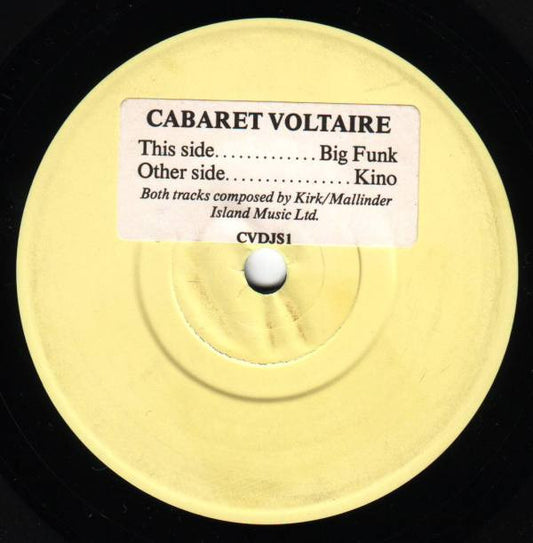 CABARET VOLTAIRE
This side.............Big Funk
Other side................Kino
Both tracks composed by Kirk/Mallinder
Island Music Ltd.
CVDJS1